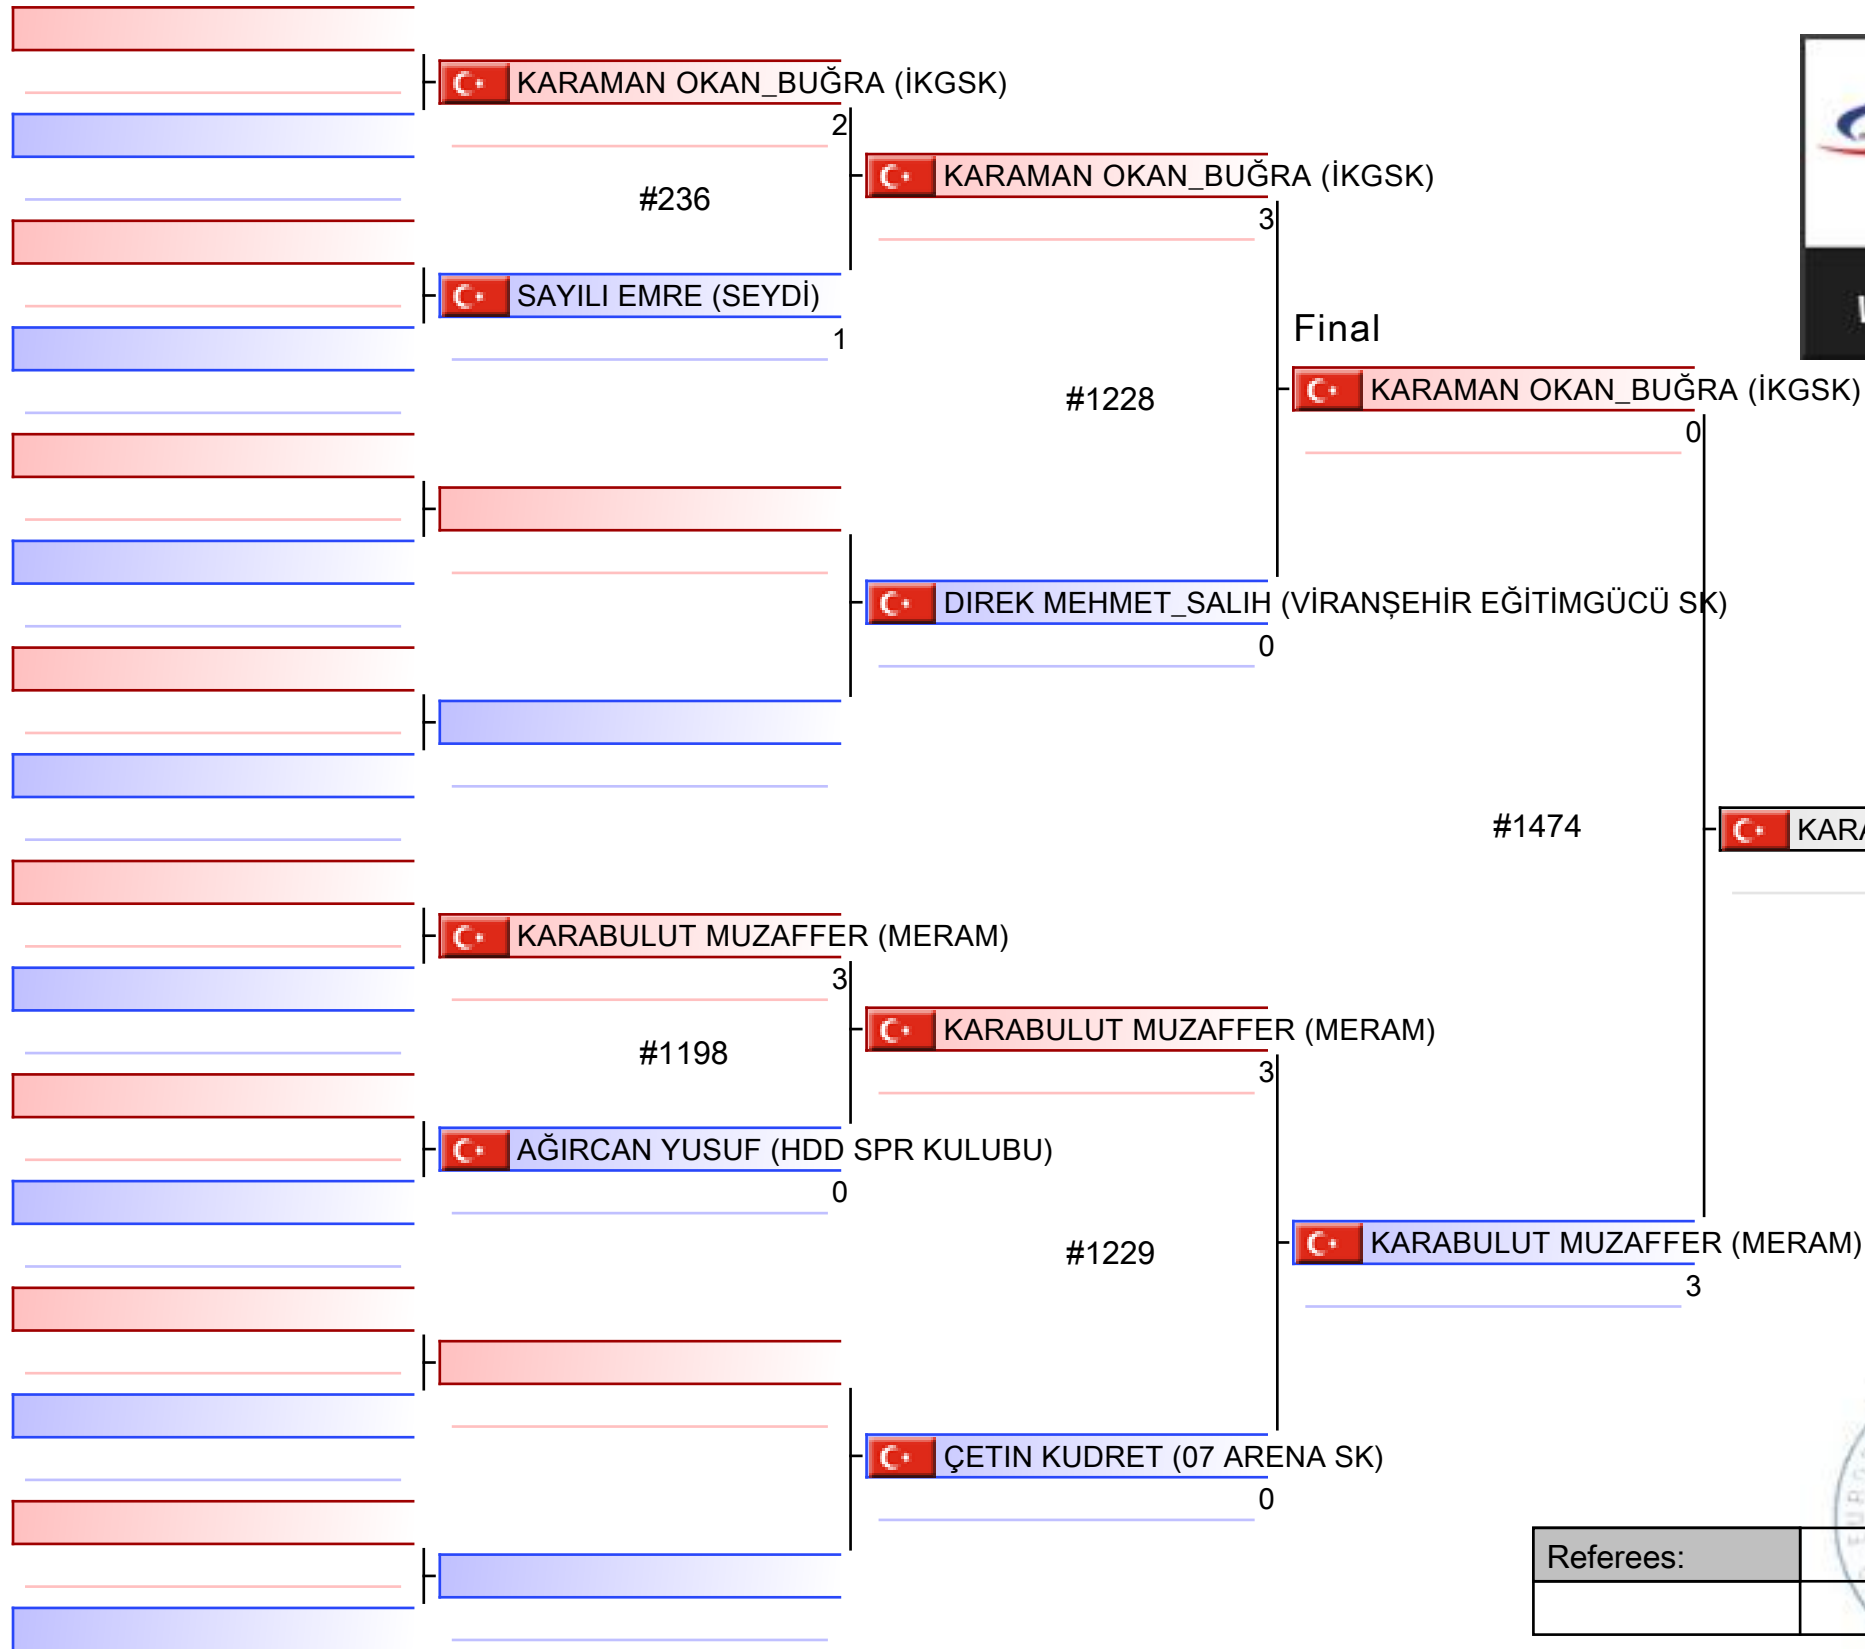 KARAMAN OKAN_BUĞRA (İKGSK)
2
KARAMAN OKAN_BUĞRA (İKGSK)
#236
3
SAYILI EMRE (SEYDİ)
1
Final
KARAMAN OKAN_BUĞRA (İKGSK)
#1228
0
DIREK MEHMET_SALIH (VİRANŞEHİR EĞİTİMGÜCÜ SK)
0
#1474
KARABULUT MUZAFFER (MERAM)
3
KARABULUT MUZAFFER (MERAM)
#1198
3
AĞIRCAN YUSUF (HDD SPR KULUBU)
0
#1229
KARABULUT MUZAFFER (MERAM)
3
ÇETIN KUDRET (07 ARENA SK)
0
Referees: